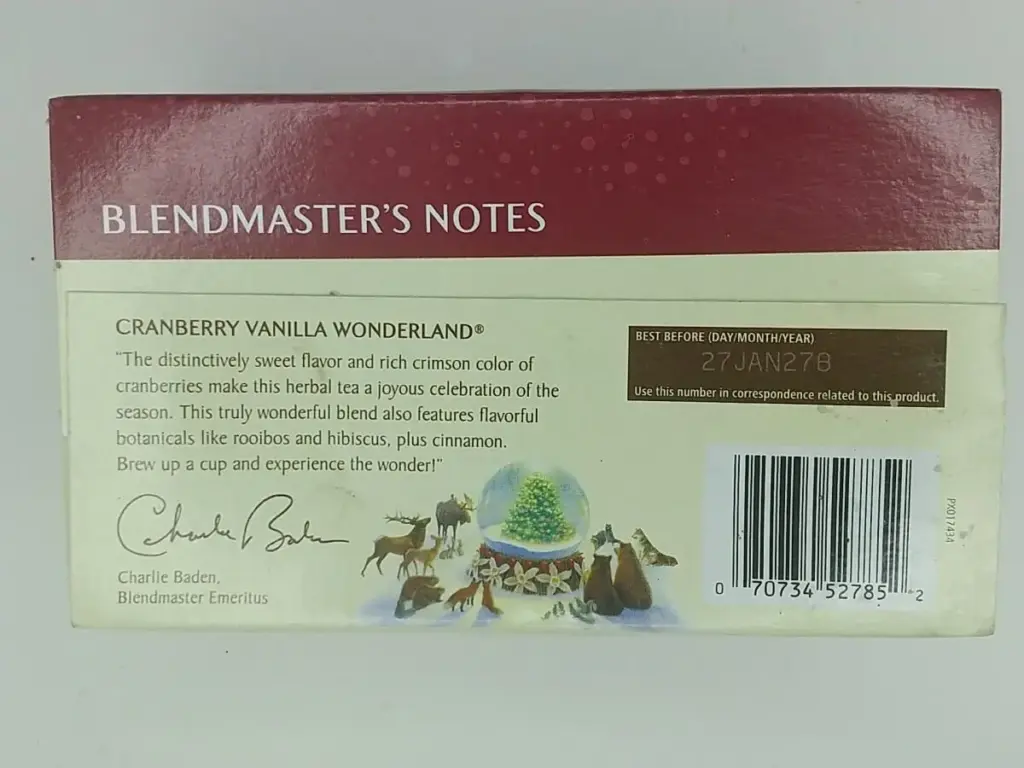 BLENDMASTER'S NOTES
CRANBERRY VANILLA WONDERLAND®
"The distinctively sweet flavor and rich crimson color of
cranberries make this herbal tea a joyous celebration of the
season. This truly wonderful blend also features flavorful
botanicals like rooibos and hibiscus, plus cinnamon.
Brew up a cup and experience the wonder!"
Charlie Baden
Charlie Baden,
Blendmaster Emeritus
BEST BEFORE (DAY/MONTH/YEAR)
27JAN27B
Use this number in correspondence related to this product.
PX017434
0 70734 52785 2